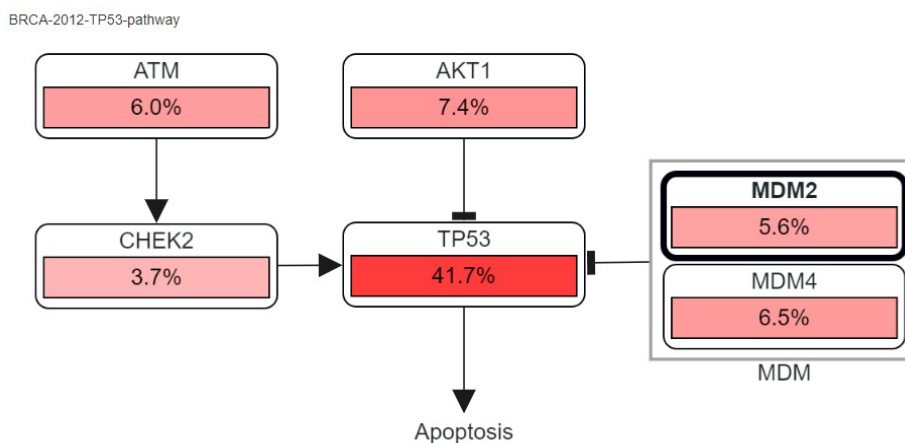 BRCA-2012-TP53-pathway
ATM
6.0%
AKT1
7.4%
MDM2
5.6%
CHEK2
3.7%
TP53
41.7%
MDM4
6.5%
MDM
Apoptosis